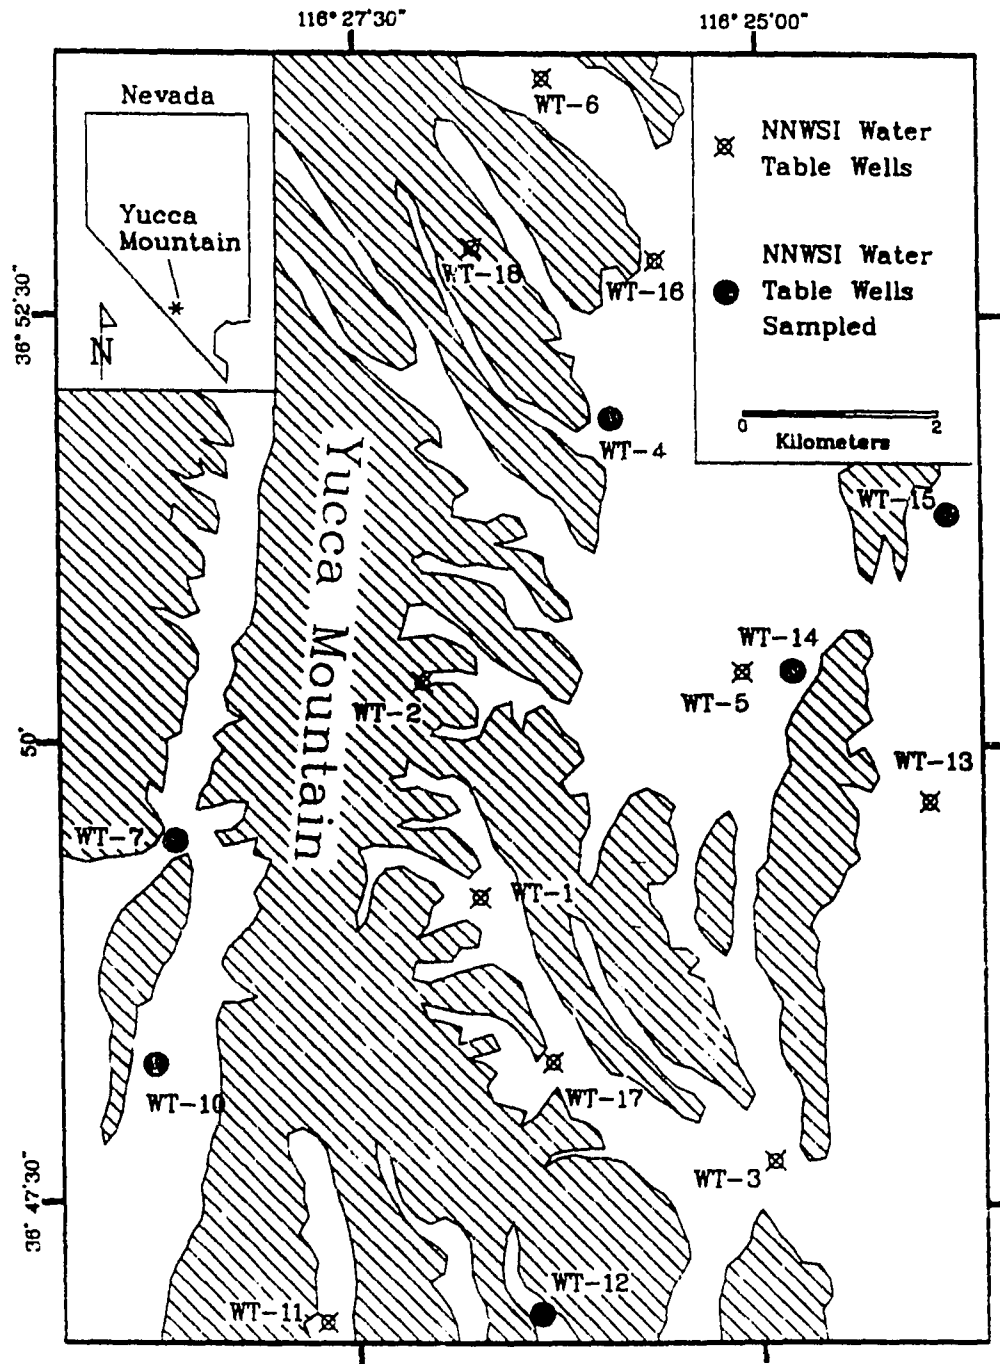 116° 27'30"
116° 25'00"
Nevada
Yucca
Mountain
N
NNWSI Water
Table Wells
NNWSI Water
Table Wells
Sampled
0 2
Kilometers
36° 52'30"
50'
36° 47'30"
Yucca Mountain
WT-6
WT-18
WT-16
WT-4
WT-15
WT-14
WT-5
WT-2
WT-13
WT-7
WT-1
WT-10
WT-17
WT-3
WT-12
WT-11